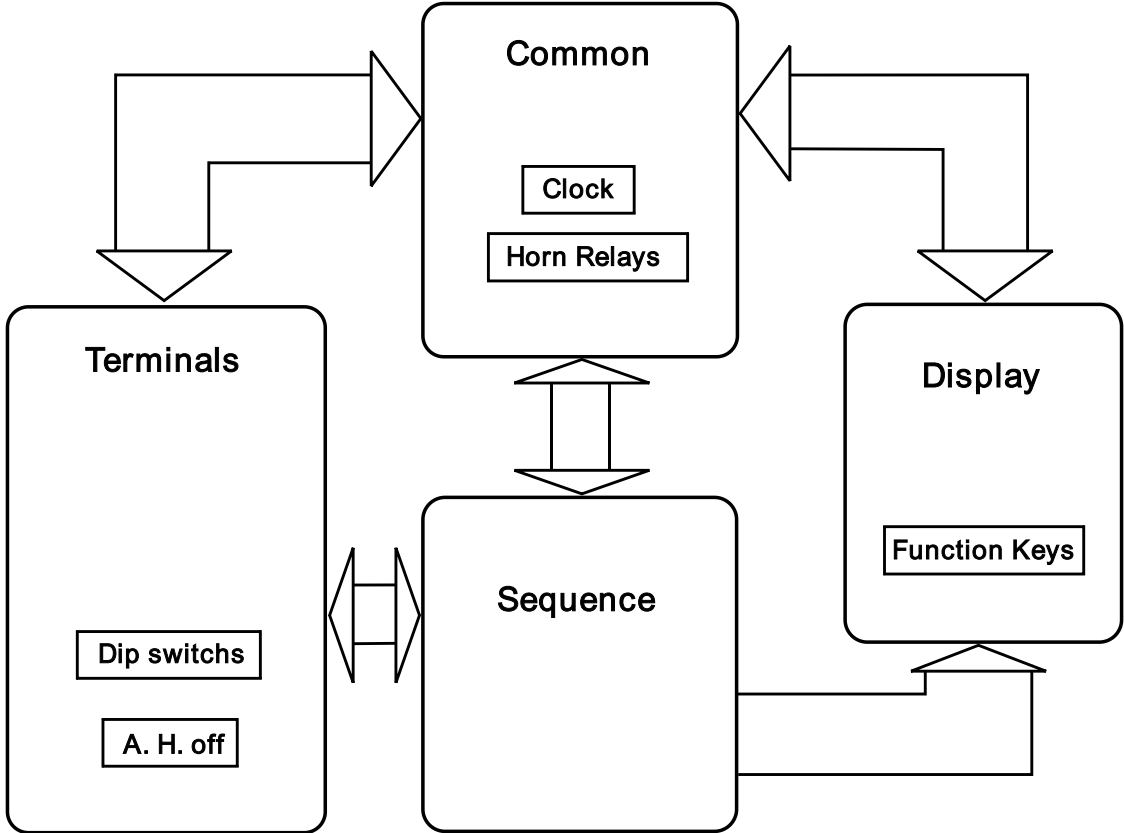 Common
Clock
Horn Relays
Terminals
Display
Function Keys
Sequence
Dip switchs
A. H. off